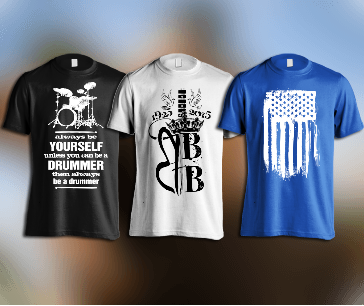 always be
YOURSELF
unless you can be a
DRUMMER
then always
be a drummer
1925 2015
B
B